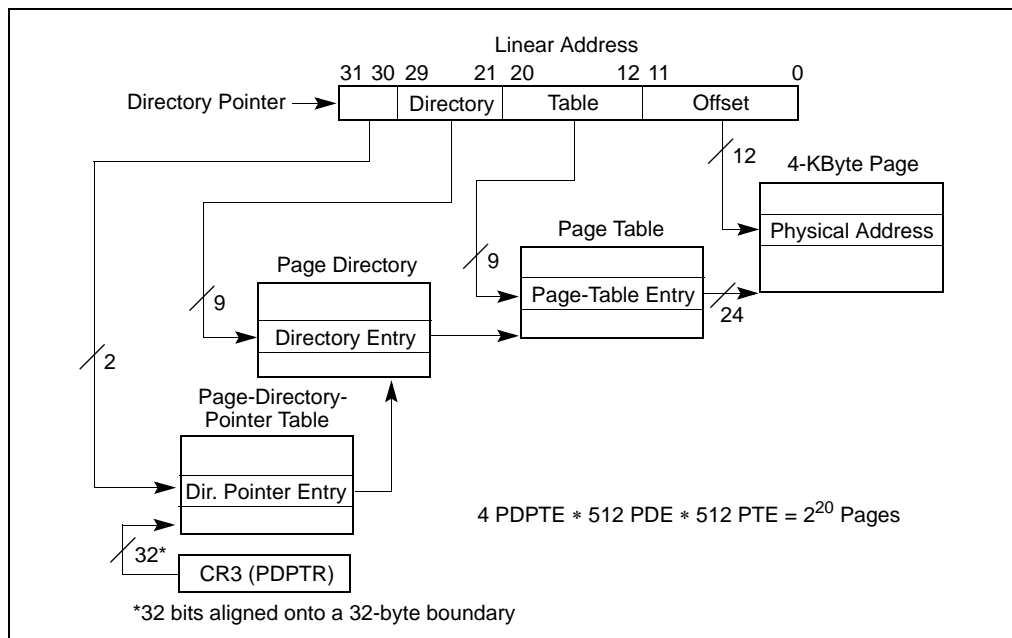 Linear Address
31 30 29 21 20 12 11 0
Directory Pointer Directory Table Offset
12
4-KByte Page
Physical Address
Page Table
9
Page-Table Entry
24
Page Directory
9
Directory Entry
2
Page-Directory-
Pointer Table
Dir. Pointer Entry
4 PDPTE * 512 PDE * 512 PTE = 2²⁰ Pages
32*
CR3 (PDPTR)
*32 bits aligned onto a 32-byte boundary